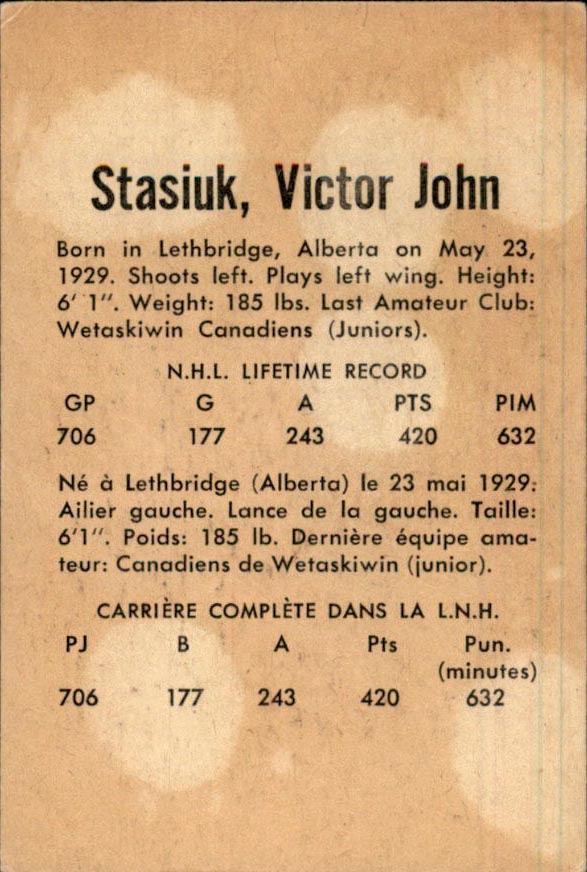 Stasiuk, Victor John
Born in Lethbridge, Alberta on May 23,
1929. Shoots left. Plays left wing. Height:
6' 1". Weight: 185 lbs. Last Amateur Club:
Wetaskiwin Canadiens (Juniors).
N.H.L. LIFETIME RECORD
GP G A PTS PIM
706 177 243 420 632
Né à Lethbridge (Alberta) le 23 mai 1929.
Ailier gauche. Lance de la gauche. Taille:
6'1". Poids: 185 lb. Dernière équipe ama-
teur: Canadiens de Wetaskiwin (junior).
CARRIÈRE COMPLÈTE DANS LA L.N.H.
PJ B A Pts Pun.
(minutes)
706 177 243 420 632